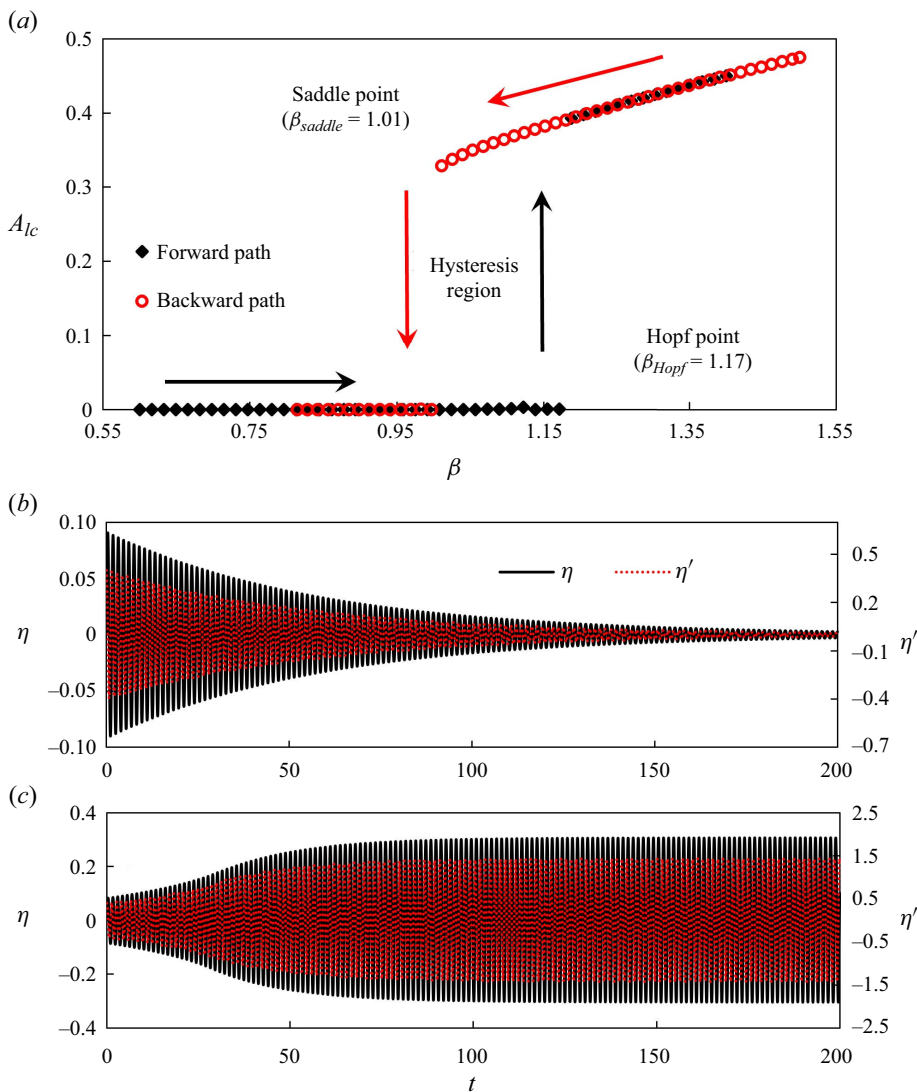 (a)
0.5
0.4
0.3
0.2
0.1
0
A_lc
Saddle point
(β_saddle = 1.01)
Forward path
Backward path
Hysteresis
region
Hopf point
(β_Hopf = 1.17)
0.55 0.75 0.95 1.15 1.35 1.55
β
(b)
0.10
0.05
0
–0.05
–0.10
η
η η′
0.5
0.2
–0.1
–0.4
–0.7
η′
0 50 100 150 200
(c)
0.4
0.2
0
–0.2
–0.4
η
2.5
1.5
0.5
–0.5
–1.5
–2.5
η′
0 50 100 150 200
t